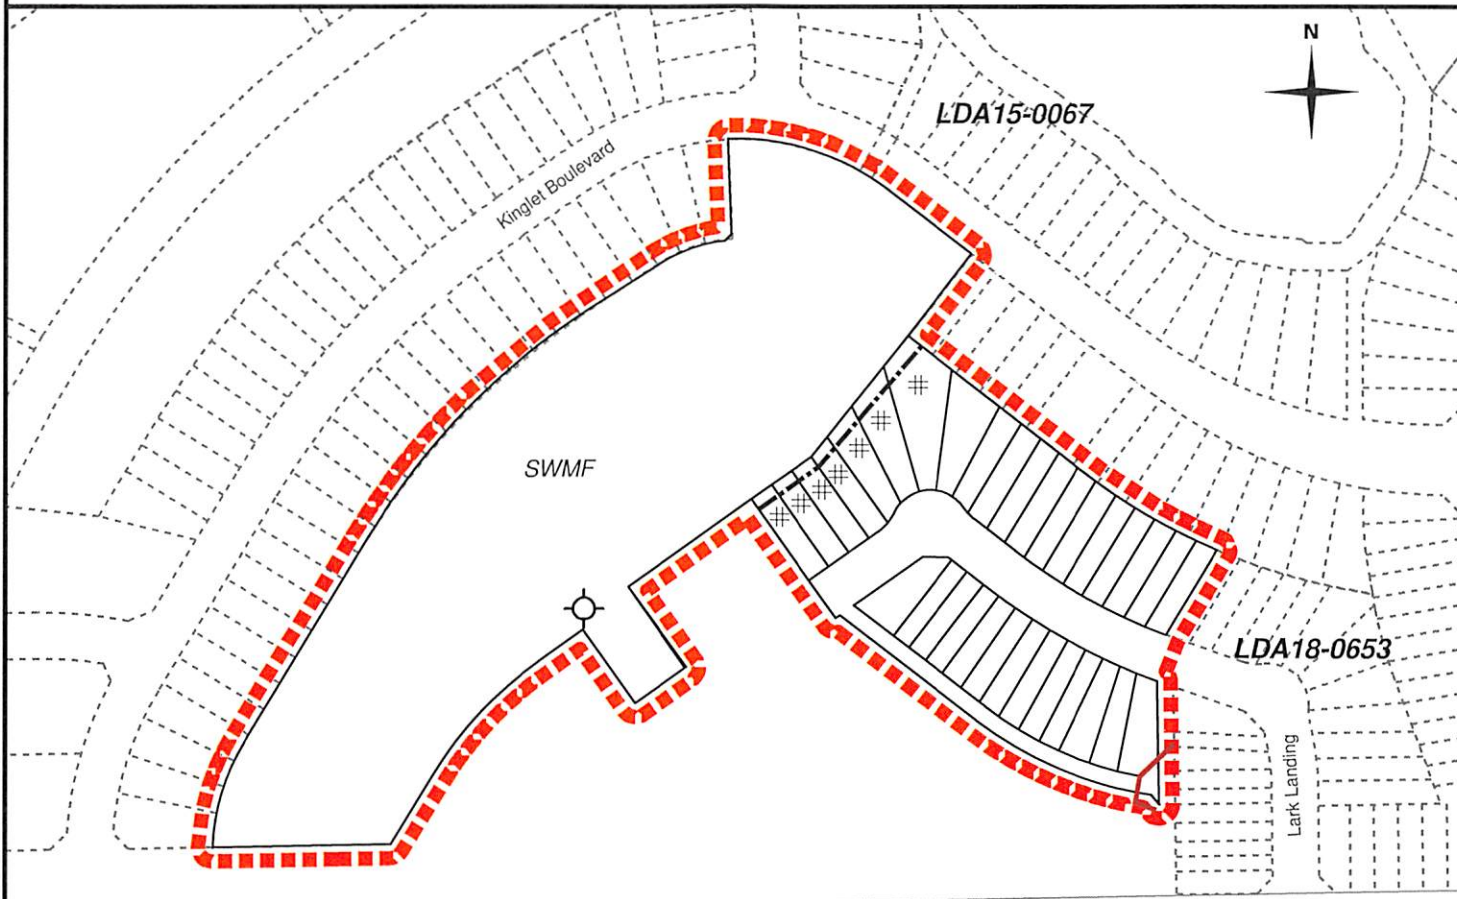 N
LDA15-0067
Kinglet Boulevard
SWMF
LDA18-0653
Lark Landing